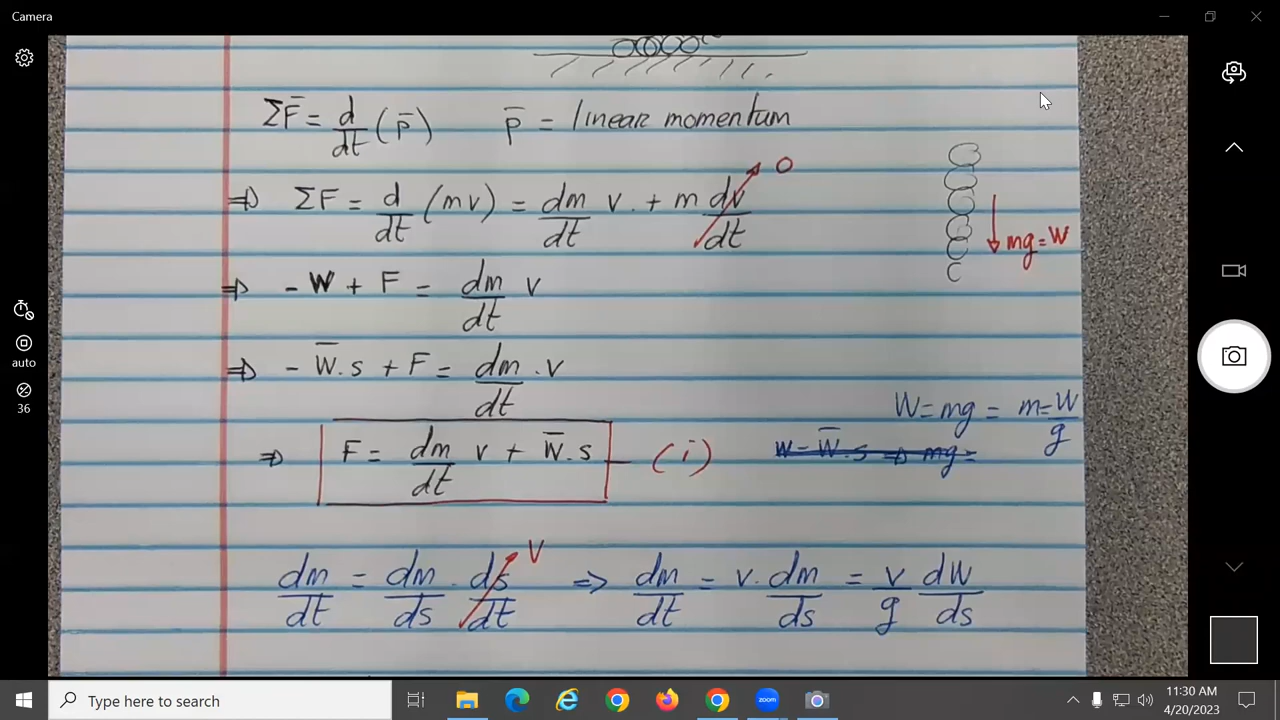 Camera
ΣF̄ = d/dt (p̄)   p̄ = linear momentum
⇒ ΣF = d/dt (mv) = dm/dt v. + m dv/dt 0
mg = W
⇒ -W + F = dm/dt v
⇒ - W̄.s + F = dm/dt .v
W = mg = m = W/g
⇒ F = dm/dt v + W̄.s — (i)
W = W̄.s ⇒ mg =
dm/dt = dm/ds . ds/dt V ⇒ dm/dt = v. dm/ds = v/g dW/ds
auto
36
Type here to search
zoom
11:30 AM
4/20/2023